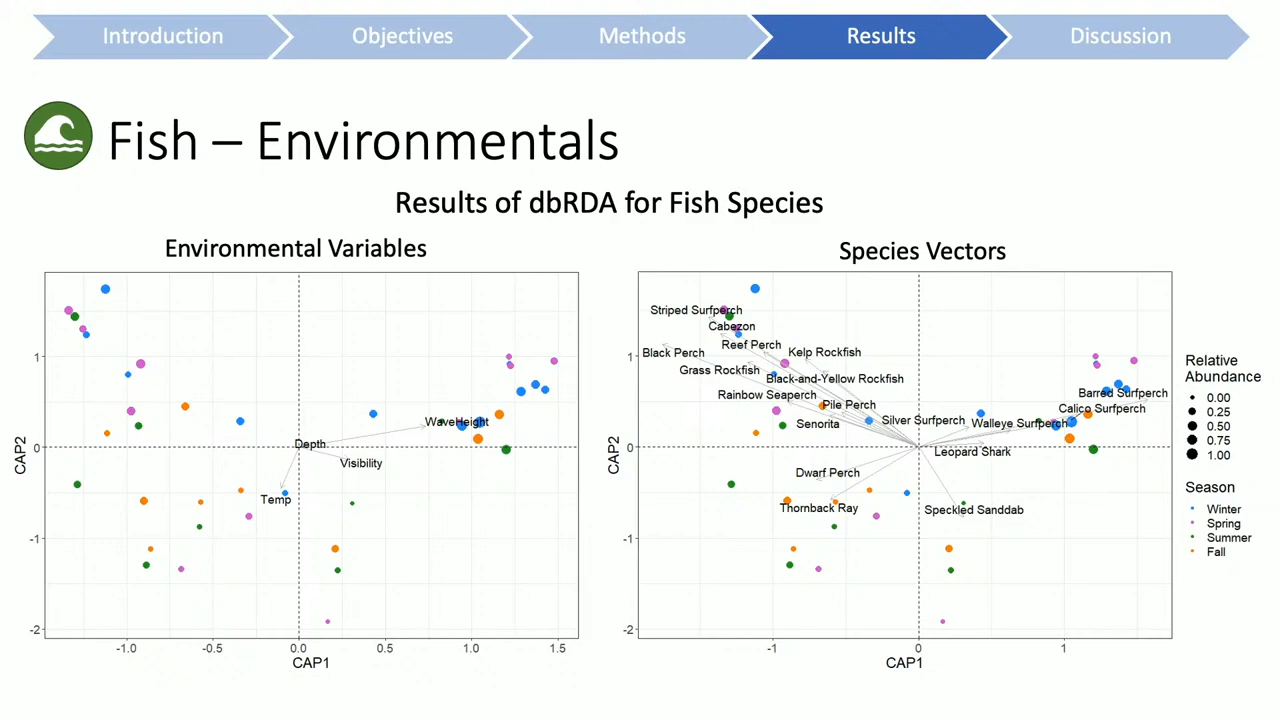 Introduction
Objectives
Methods
Results
Discussion
Fish – Environmentals
Results of dbRDA for Fish Species
Environmental Variables
CAP2
1
0
-1
-2
WaveHeight
Depth
Visibility
Temp
-1.0
-0.5
0.0
0.5
1.0
1.5
CAP1
Species Vectors
CAP2
1
0
-1
-2
Striped Surfperch
Cabezon
Reef Perch
Black Perch
Kelp Rockfish
Grass Rockfish
Black-and-Yellow Rockfish
Rainbow Seaperch
Pile Perch
Barred Surfperch
Calico Surfperch
Senorita
Silver Surfperch
Walleye Surfperch
Leopard Shark
Dwarf Perch
Thornback Ray
Speckled Sanddab
-1
0
1
CAP1
Relative
Abundance
0.00
0.25
0.50
0.75
1.00
Season
Winter
Spring
Summer
Fall